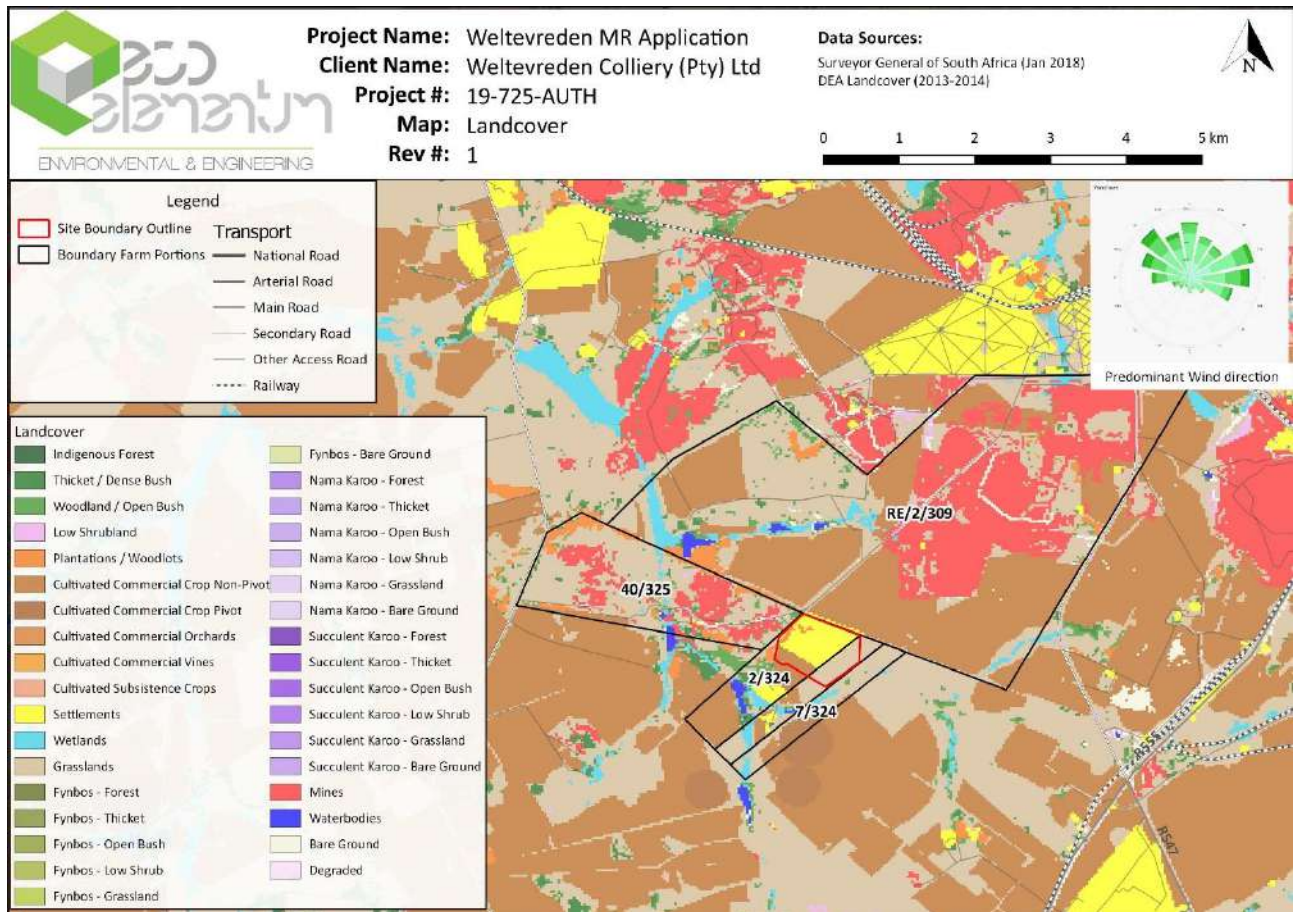 eco
elementum
ENVIRONMENTAL & ENGINEERING
Project Name: Weltevreden MR Application
Client Name: Weltevreden Colliery (Pty) Ltd
Project #: 19-725-AUTH
Map: Landcover
Rev #: 1
Data Sources:
Surveyor General of South Africa (Jan 2018)
DEA Landcover (2013-2014)
N
0 1 2 3 4 5 km
Legend
Site Boundary Outline
Boundary Farm Portions
Transport
National Road
Arterial Road
Main Road
Secondary Road
Other Access Road
Railway
Predominant Wind direction
Landcover
Indigenous Forest
Thicket / Dense Bush
Woodland / Open Bush
Low Shrubland
Plantations / Woodlots
Cultivated Commercial Crop Non-Pivot
Cultivated Commercial Crop Pivot
Cultivated Commercial Orchards
Cultivated Commercial Vines
Cultivated Subsistence Crops
Settlements
Wetlands
Grasslands
Fynbos - Forest
Fynbos - Thicket
Fynbos - Open Bush
Fynbos - Low Shrub
Fynbos - Grassland
Fynbos - Bare Ground
Nama Karoo - Forest
Nama Karoo - Thicket
Nama Karoo - Open Bush
Nama Karoo - Low Shrub
Nama Karoo - Grassland
Nama Karoo - Bare Ground
Succulent Karoo - Forest
Succulent Karoo - Thicket
Succulent Karoo - Open Bush
Succulent Karoo - Low Shrub
Succulent Karoo - Grassland
Succulent Karoo - Bare Ground
Mines
Waterbodies
Bare Ground
Degraded
RE/2/309
40/325
2/324
7/324
R547